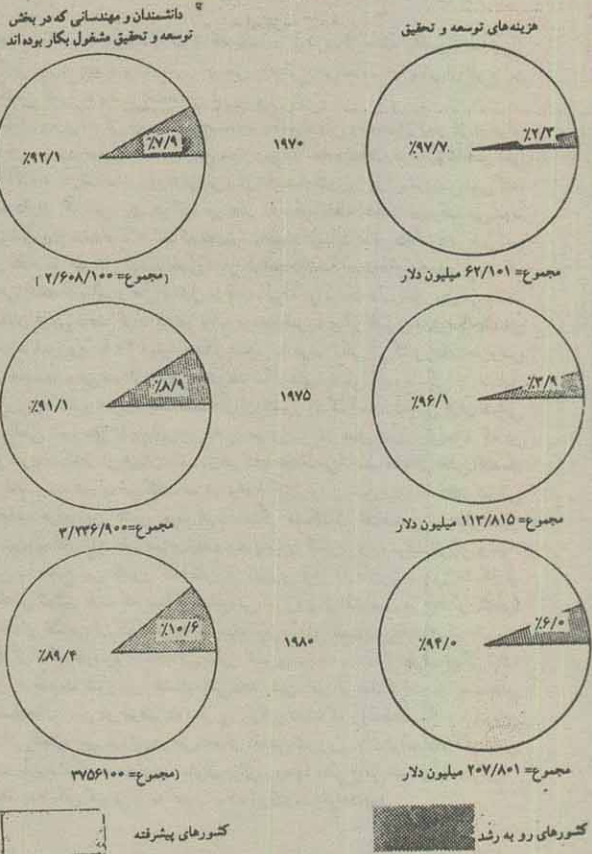 هزینه‌های توسعه و تحقیق
دانشمندان و مهندسانی که در بخش
توسعه و تحقیق مشغول بکار بوده‌اند
٪۹۷/۷
٪۲/۳
۱۹۷۰
٪۹۲/۱
٪۷/۹
مجموع= ۶۲/۱۰۱ میلیون دلار
(مجموع= ۲/۶۰۸/۱۰۰)
٪۹۶/۱
٪۳/۹
۱۹۷۵
٪۹۱/۱
٪۸/۹
مجموع= ۱۱۳/۸۱۵ میلیون دلار
مجموع=۳/۲۳۶/۹۰۰
٪۹۴/۰
٪۶/۰
۱۹۸۰
٪۸۹/۴
٪۱۰/۶
مجموع= ۲۰۷/۸۰۱ میلیون دلار
(مجموع= ۳۷۵۶۱۰۰
کشورهای رو به رشد
کشورهای پیشرفته